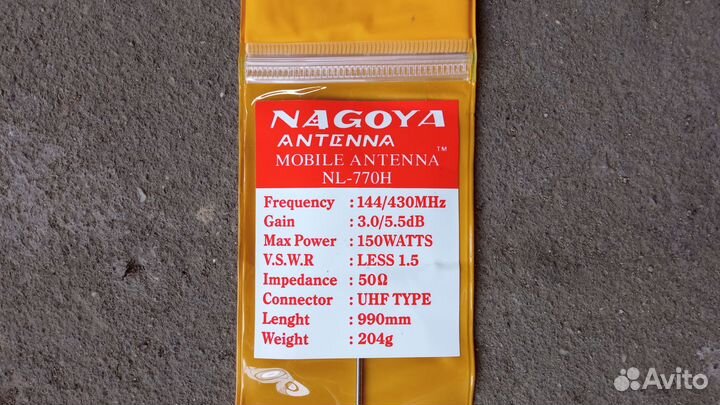 NAGOYA
ANTENNA
TM
MOBILE ANTENNA
NL-770H
Frequency : 144/430MHz
Gain : 3.0/5.5dB
Max Power : 150WATTS
V.S.W.R : LESS 1.5
Impedance : 50Ω
Connector : UHF TYPE
Lenght : 990mm
Weight : 204g
Avito